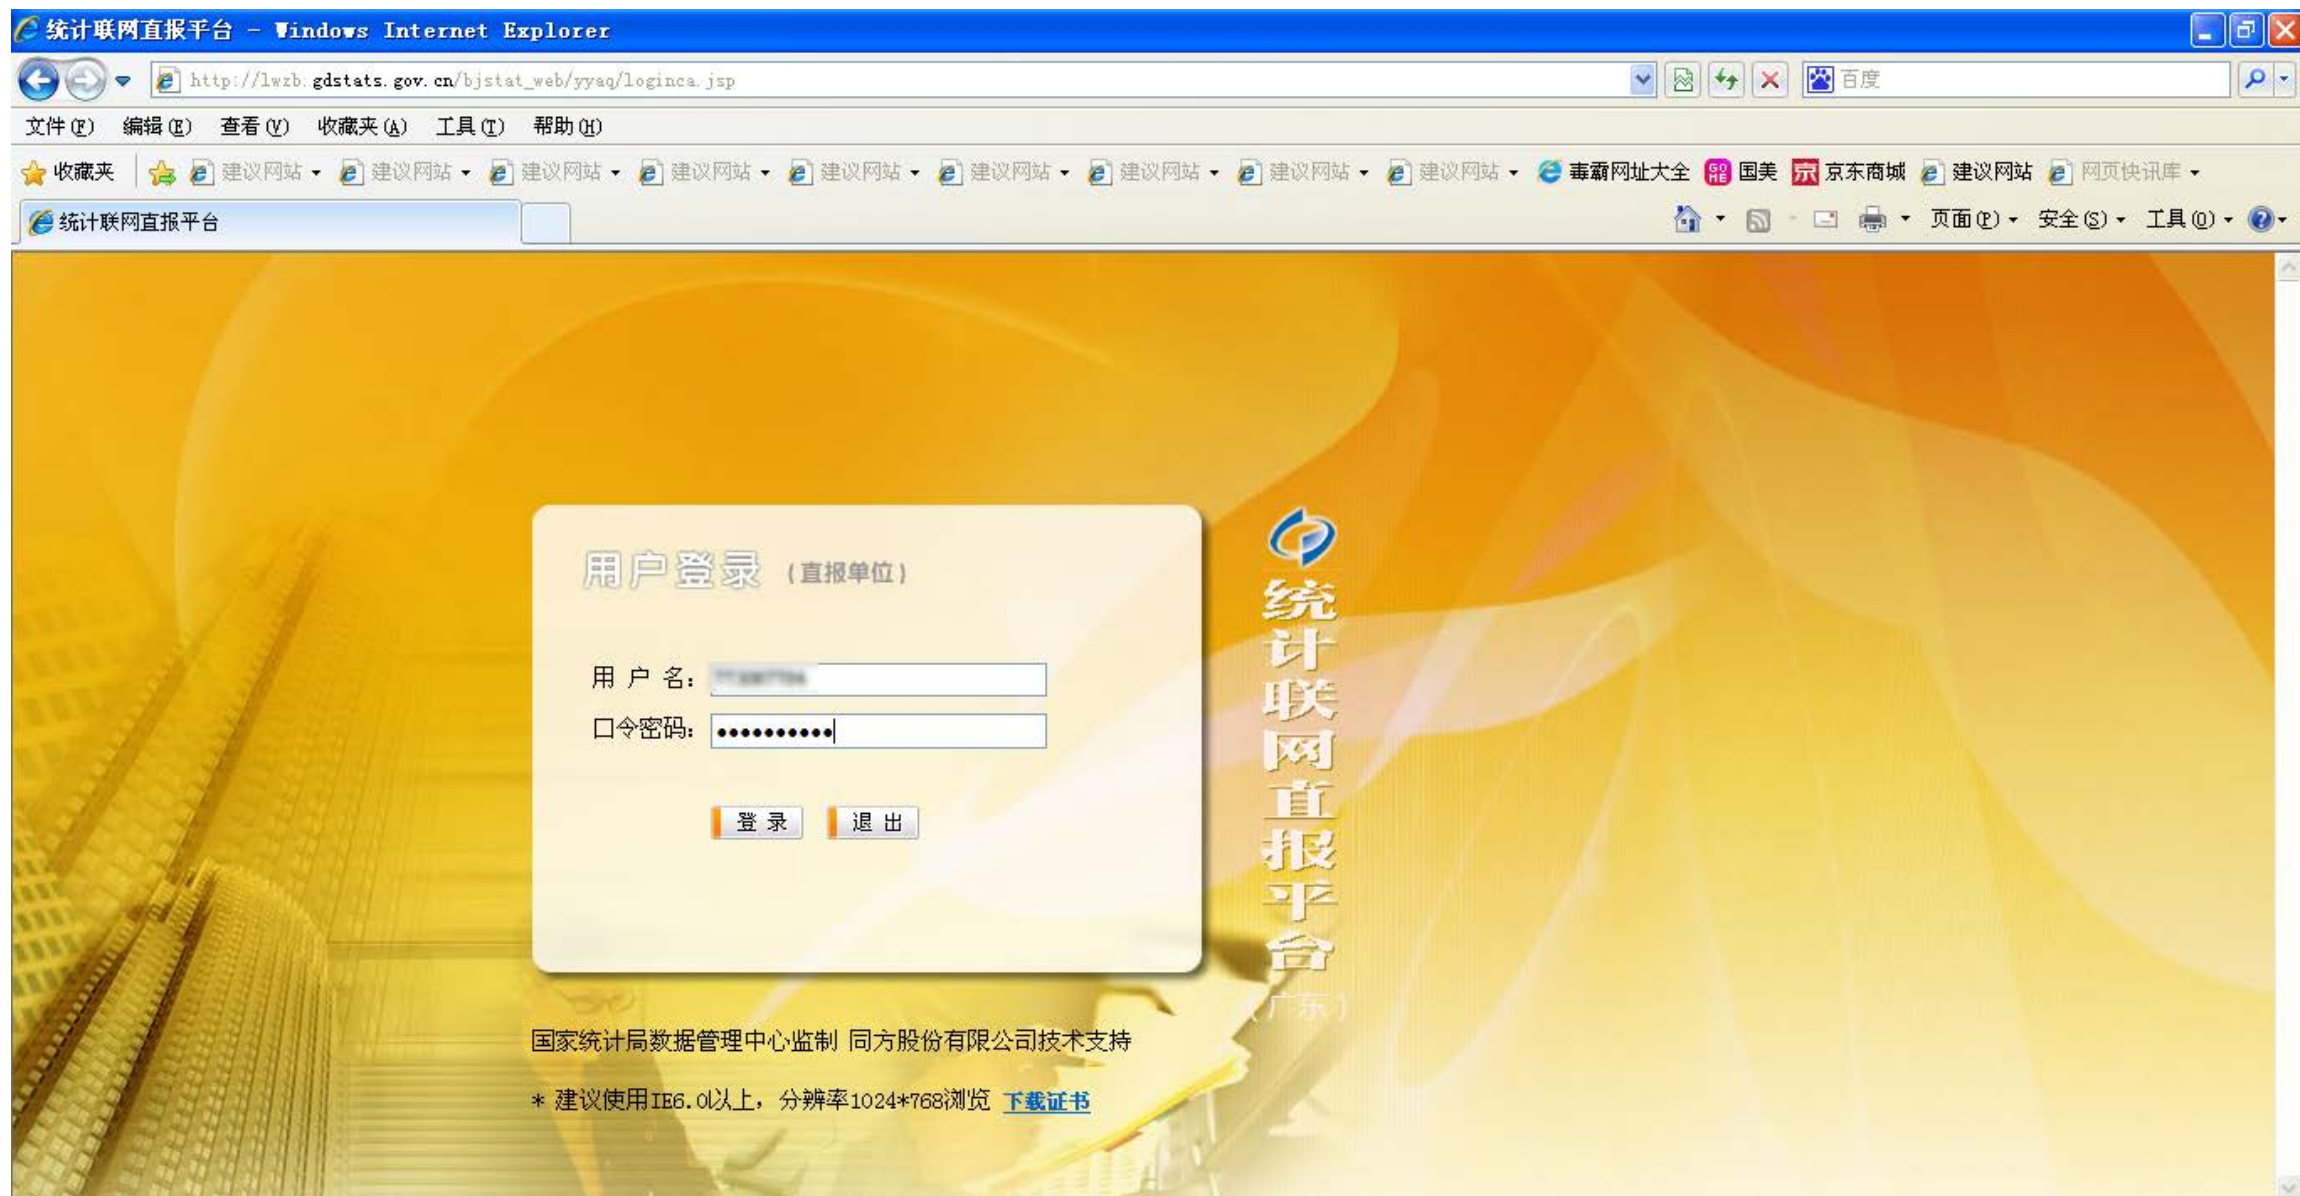 统计联网直报平台 - Windows Internet Explorer
http://lwzb.gdstats.gov.cn/bjstat_web/yyaq/loginca.jsp
百度
文件(F) 编辑(E) 查看(V) 收藏夹(A) 工具(T) 帮助(H)
收藏夹 建议网站 建议网站 建议网站 建议网站 建议网站 建议网站 建议网站 建议网站 建议网站 毒霸网址大全 GOME 国美 京 京东商城 建议网站 网页快讯库
统计联网直报平台
页面(P) 安全(S) 工具(O)
用户登录 (直报单位)
用 户 名:
口令密码:
登 录 退 出
统计联网直报平台
(广东)
国家统计局数据管理中心监制 同方股份有限公司技术支持
* 建议使用IE6.0以上，分辨率1024*768浏览 下载证书